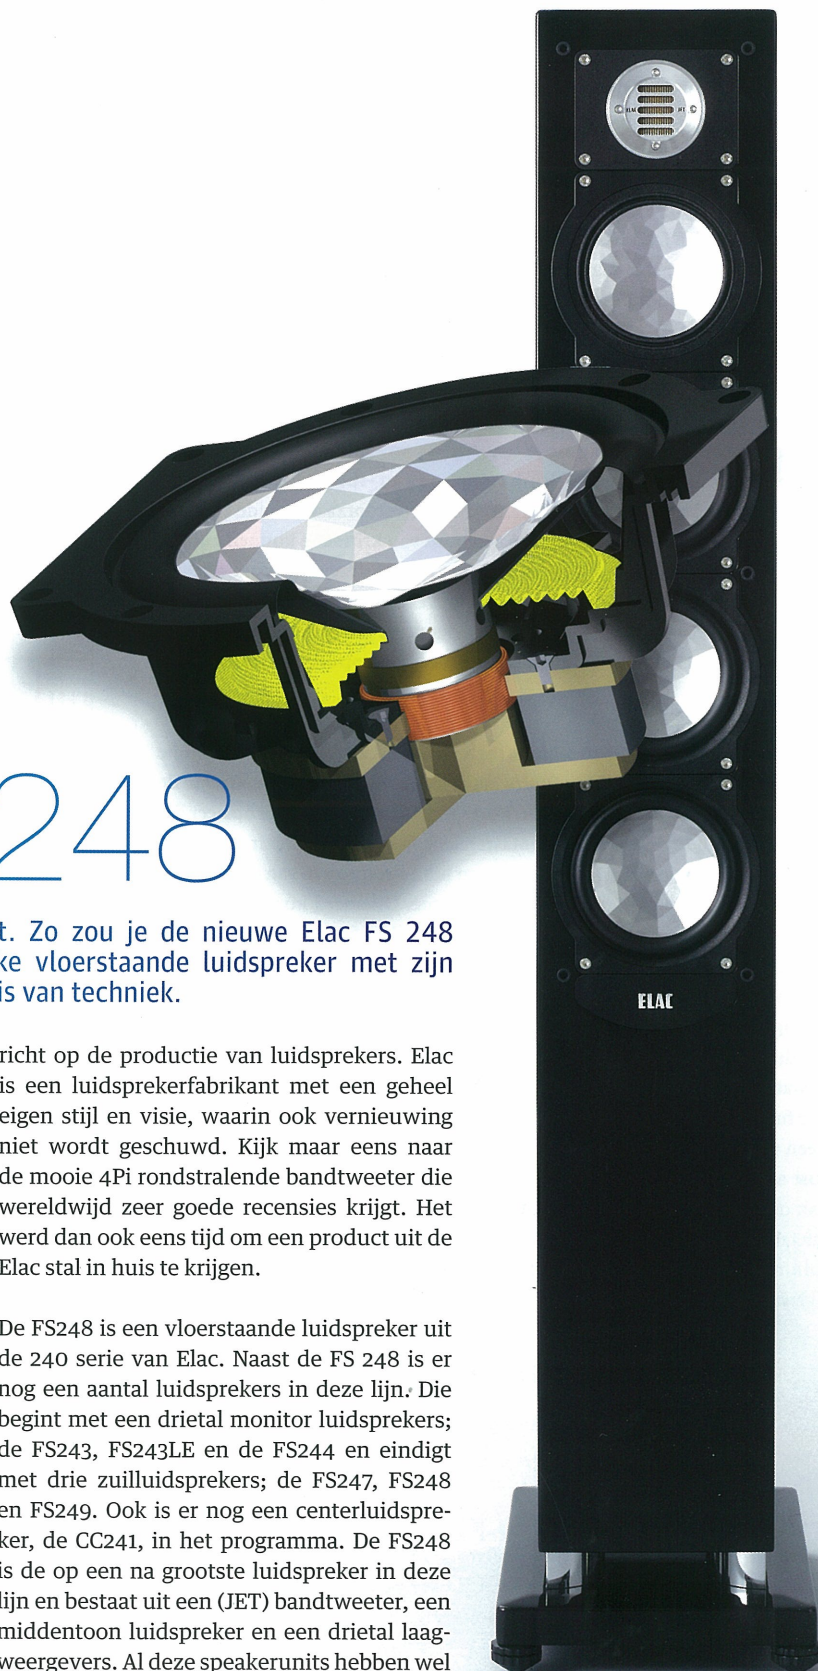 248
t. Zo zou je de nieuwe Elac FS 248
ke vloerstaande luidspreker met zijn
is van techniek.
richt op de productie van luidsprekers. Elac
is een luidsprekerfabrikant met een geheel
eigen stijl en visie, waarin ook vernieuwing
niet wordt geschuwd. Kijk maar eens naar
de mooie 4Pi rondstralende bandtweeter die
wereldwijd zeer goede recensies krijgt. Het
werd dan ook eens tijd om een product uit de
Elac stal in huis te krijgen.
De FS248 is een vloerstaande luidspreker uit
de 240 serie van Elac. Naast de FS 248 is er
nog een aantal luidsprekers in deze lijn. Die
begint met een drietal monitor luidsprekers;
de FS243, FS243LE en de FS244 en eindigt
met drie zuilluidsprekers; de FS247, FS248
en FS249. Ook is er nog een centerluidspre-
ker, de CC241, in het programma. De FS248
is de op een na grootste luidspreker in deze
lijn en bestaat uit een (JET) bandtweeter, een
middentoon luidspreker en een drietal laag-
weergevers. Al deze speakerunits hebben wel
ELAC JET
ELAC